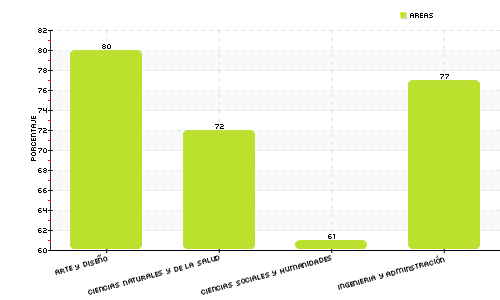 AREAS
82
80
78
76
74
72
70
68
66
64
62
60
PORCENTAJE
80
72
61
77
ARTE Y DISEÑO
CIENCIAS NATURALES Y DE LA SALUD
CIENCIAS SOCIALES Y HUMANIDADES
INGENIERIA Y ADMINSTRACIÓN